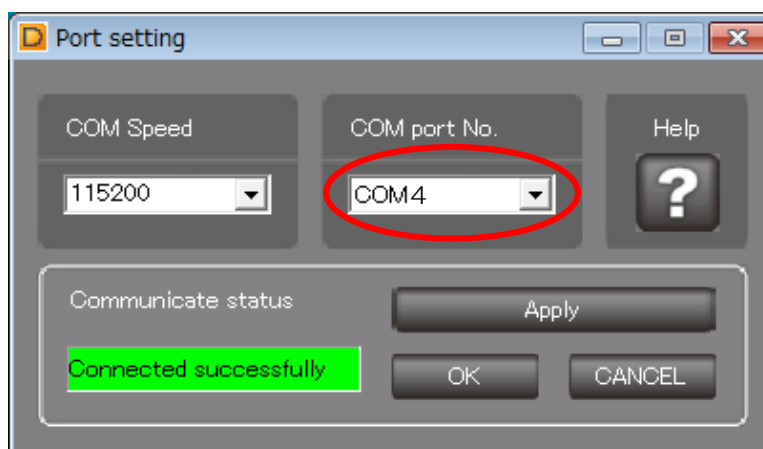 D Port setting
COM Speed
COM port No.
Help
115200
COM4
?
Communicate status
Apply
Connected successfully
OK
CANCEL